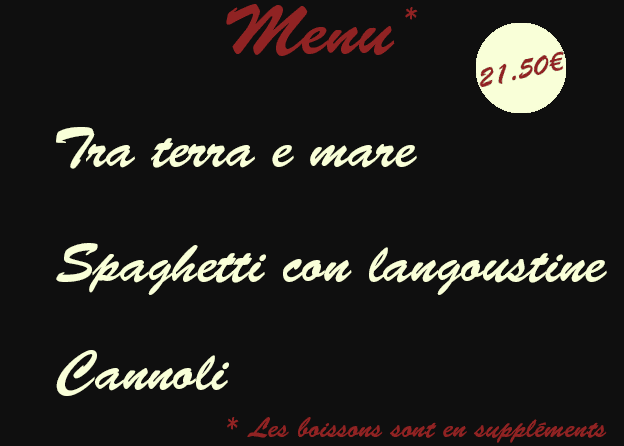 Menu*
21.50€
Tra terra e mare
Spaghetti con langoustine
Cannoli
* Les boissons sont en suppléments